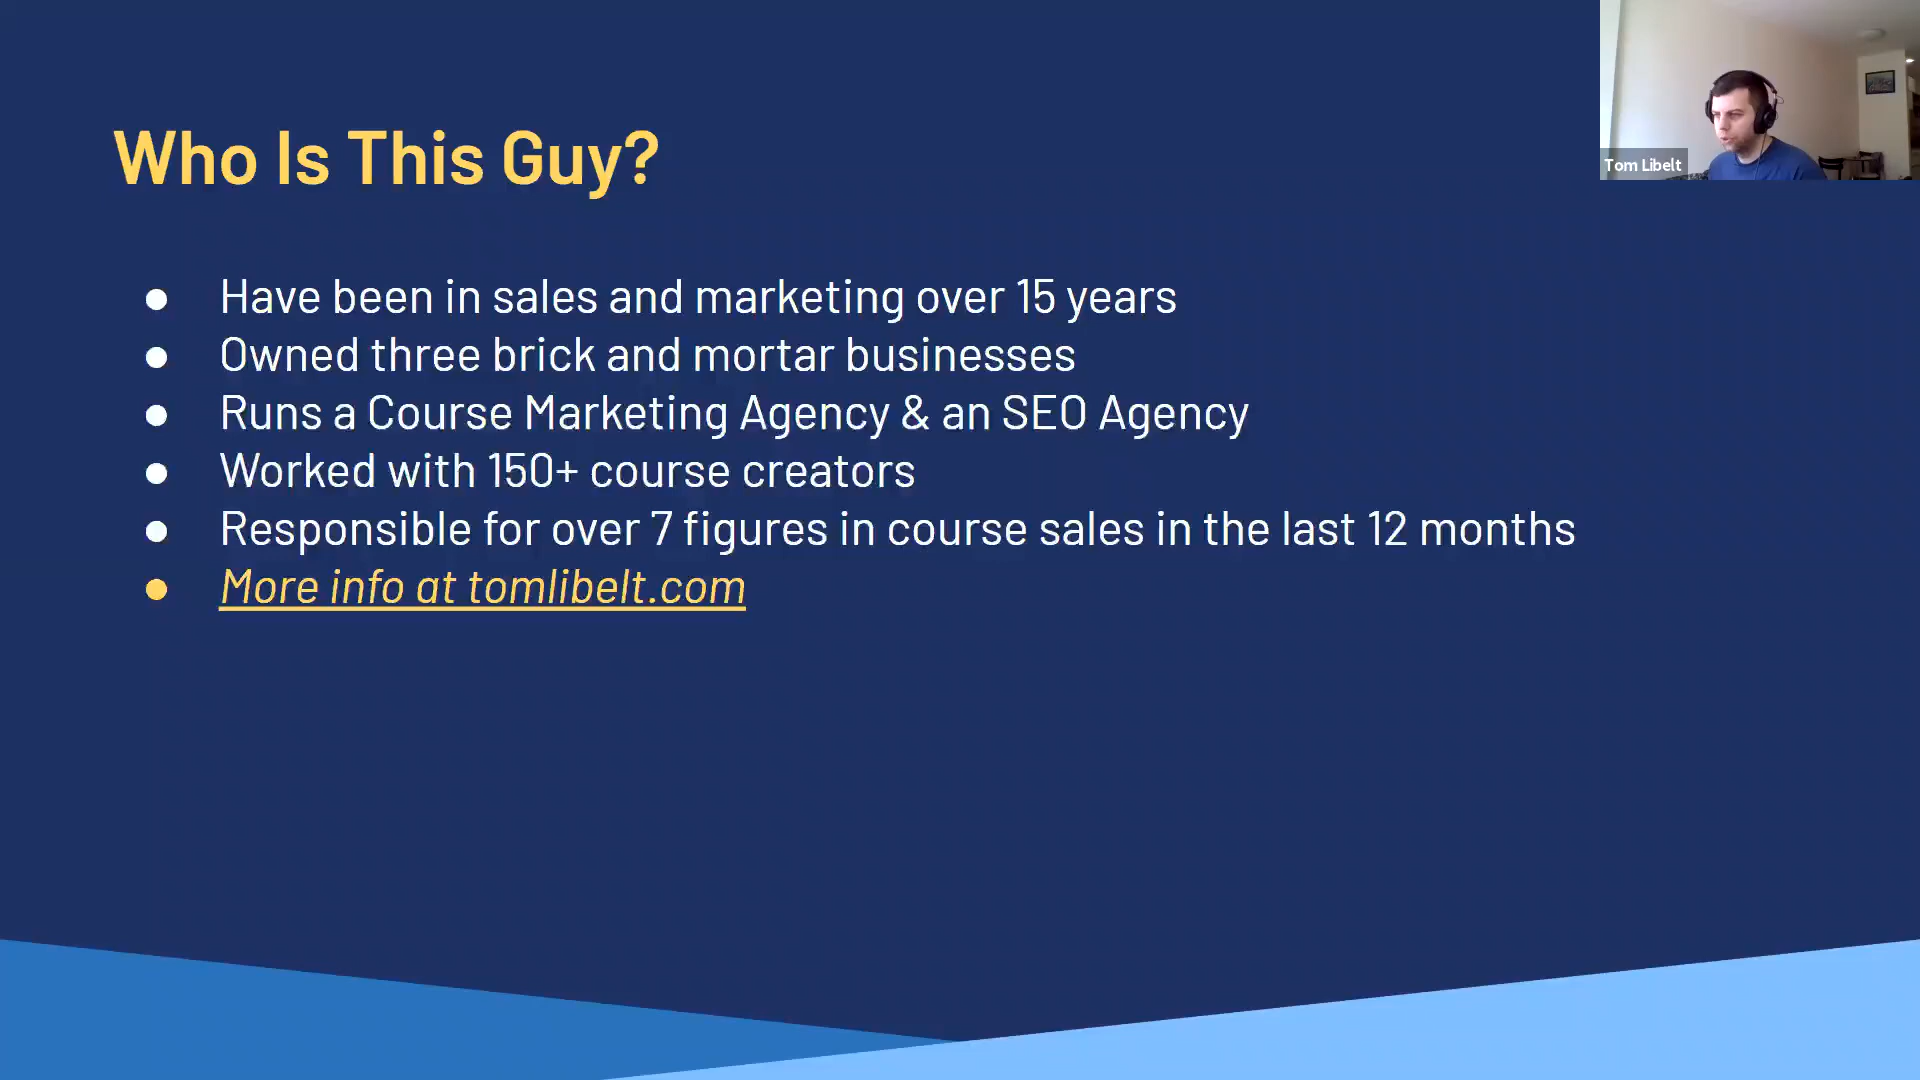 Who Is This Guy?
Tom Libelt
● Have been in sales and marketing over 15 years
● Owned three brick and mortar businesses
● Runs a Course Marketing Agency & an SEO Agency
● Worked with 150+ course creators
● Responsible for over 7 figures in course sales in the last 12 months
● More info at tomlibelt.com